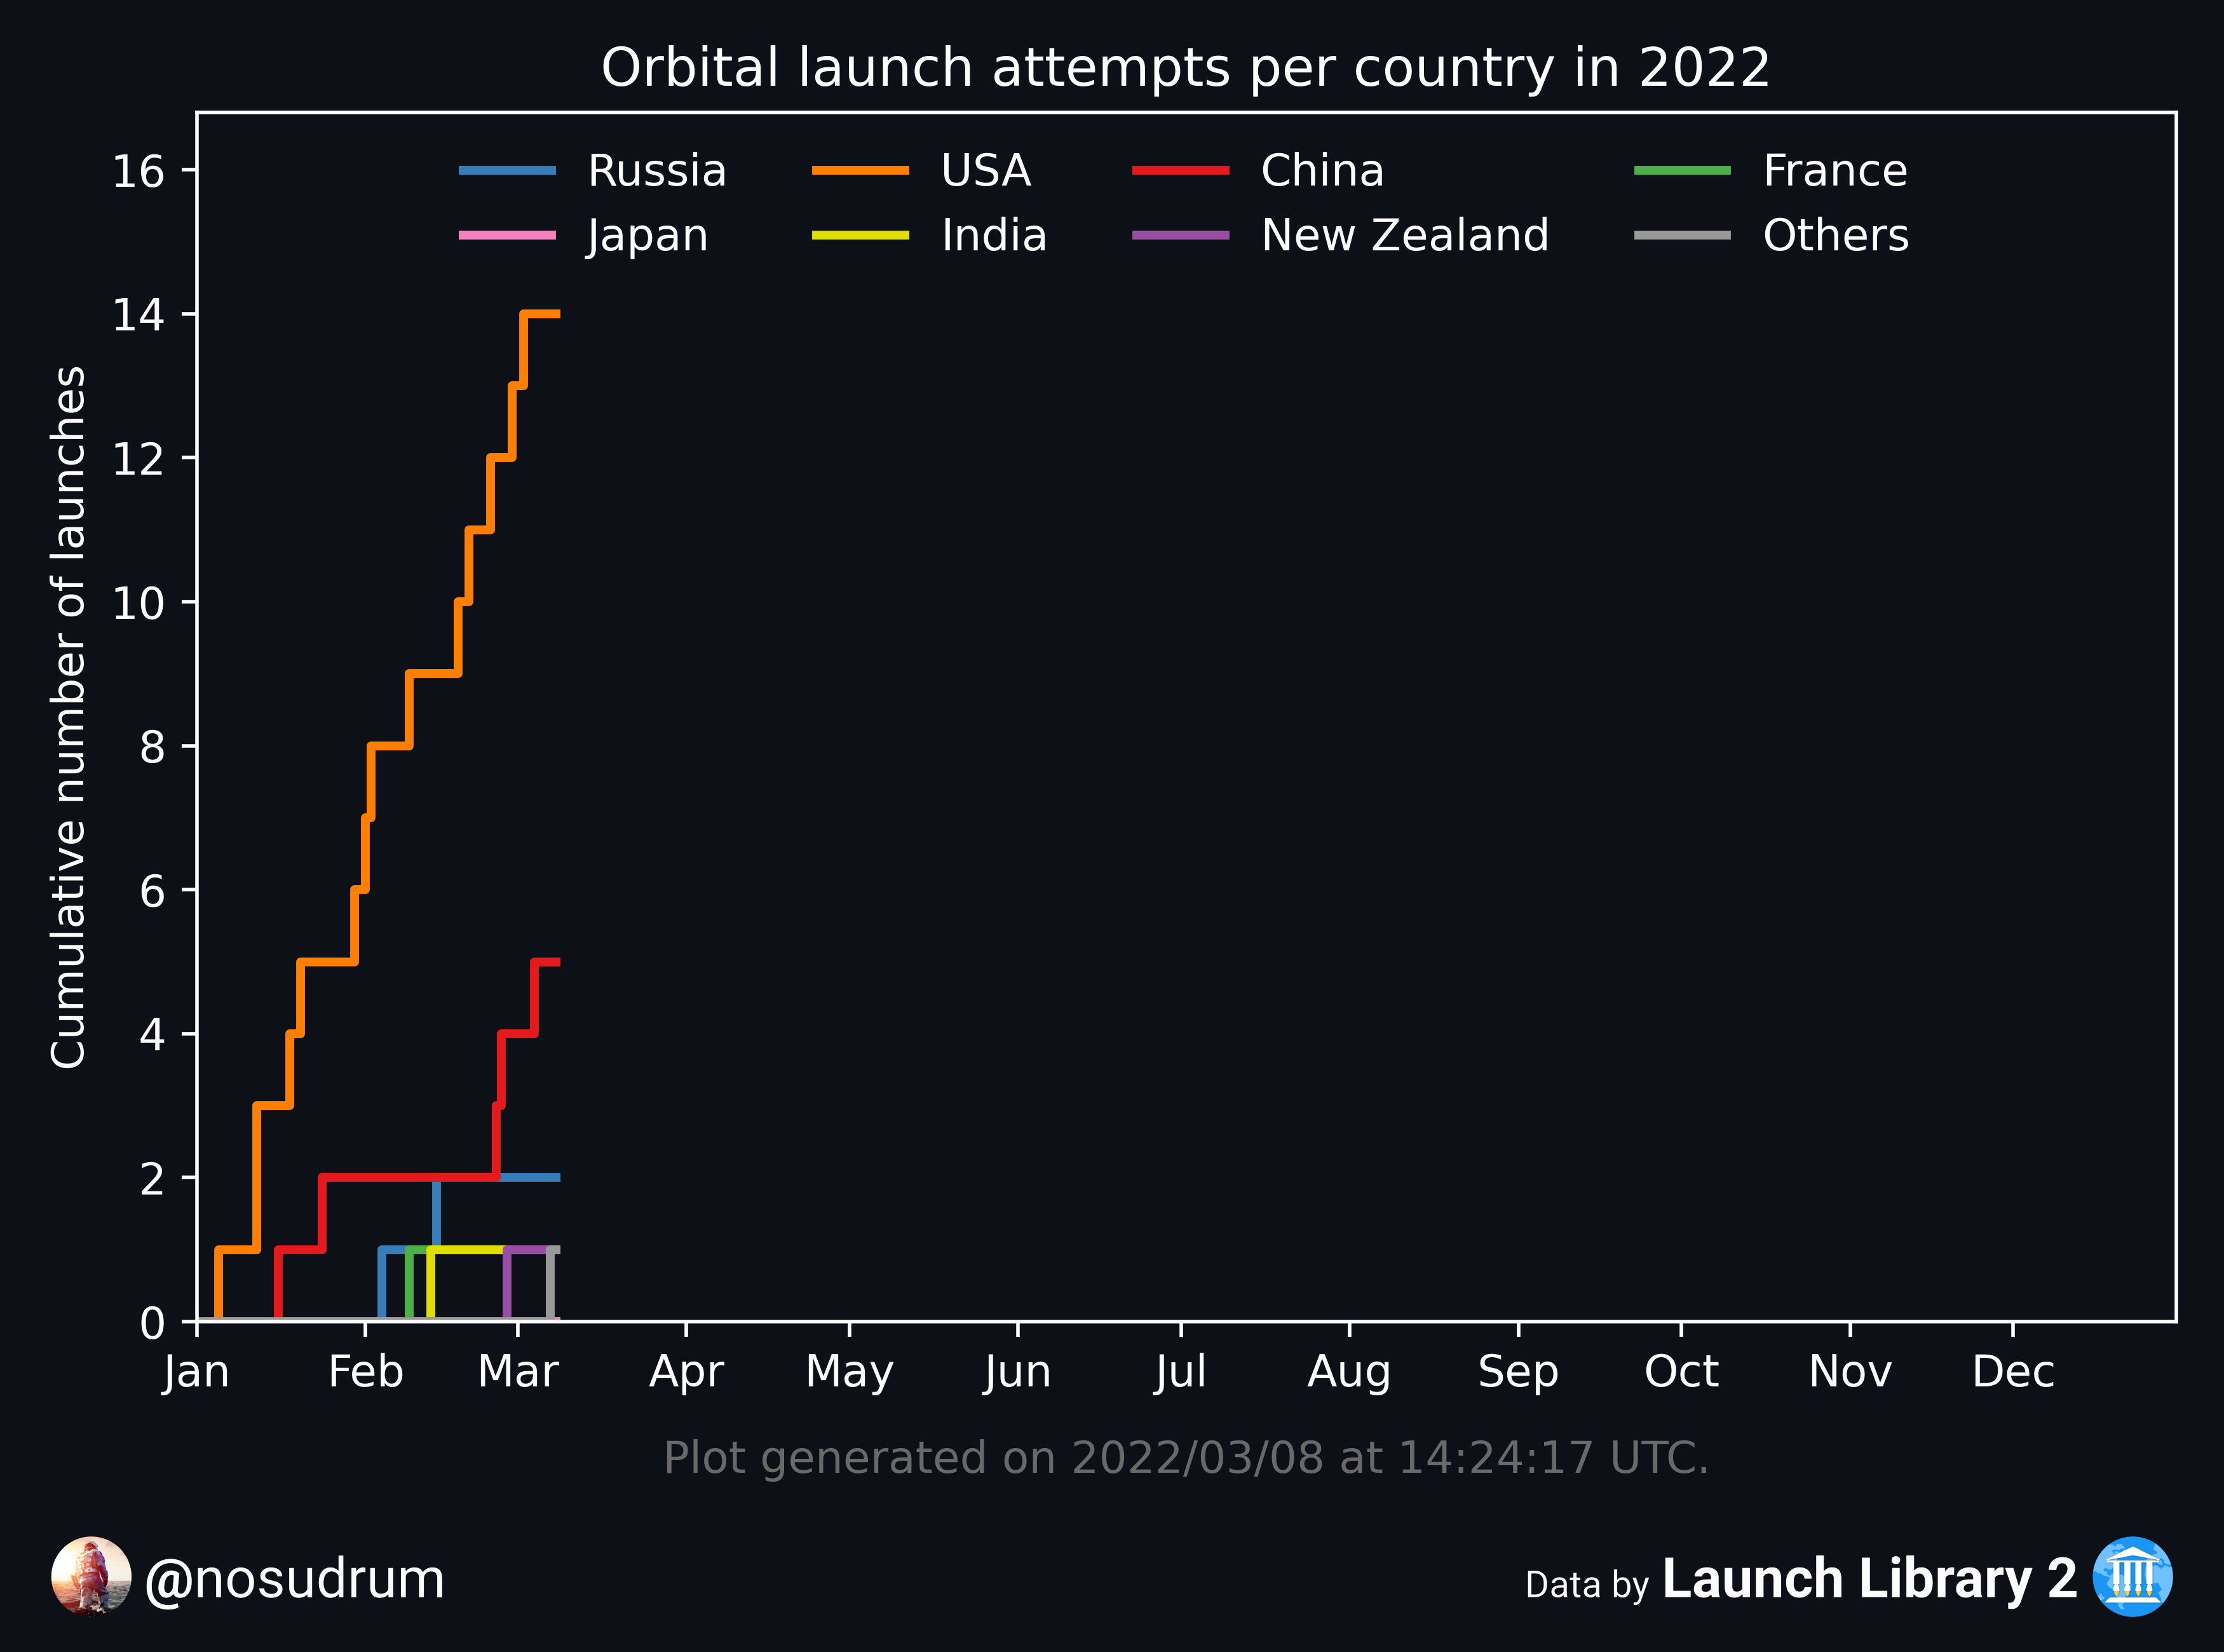 Orbital launch attempts per country in 2022
Russia USA China France
Japan India New Zealand Others
Cumulative number of launches
16
14
12
10
8
6
4
2
0
Jan Feb Mar Apr May Jun Jul Aug Sep Oct Nov Dec
Plot generated on 2022/03/08 at 14:24:17 UTC.
@nosudrum
Data by Launch Library 2